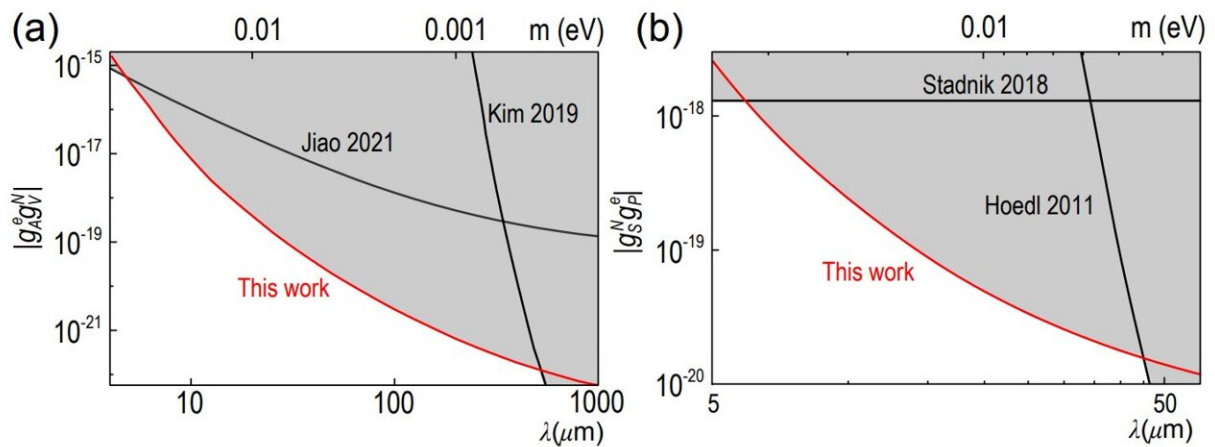 (a)
0.01 0.001 m (eV)
10^-15
10^-17
10^-19
10^-21
|g_A^e g_V^N|
Kim 2019
Jiao 2021
This work
10 100 1000
λ(μm)
(b)
0.01 m (eV)
10^-18
10^-19
10^-20
|g_S^N g_P^e|
Stadnik 2018
Hoedl 2011
This work
5 50
λ(μm)